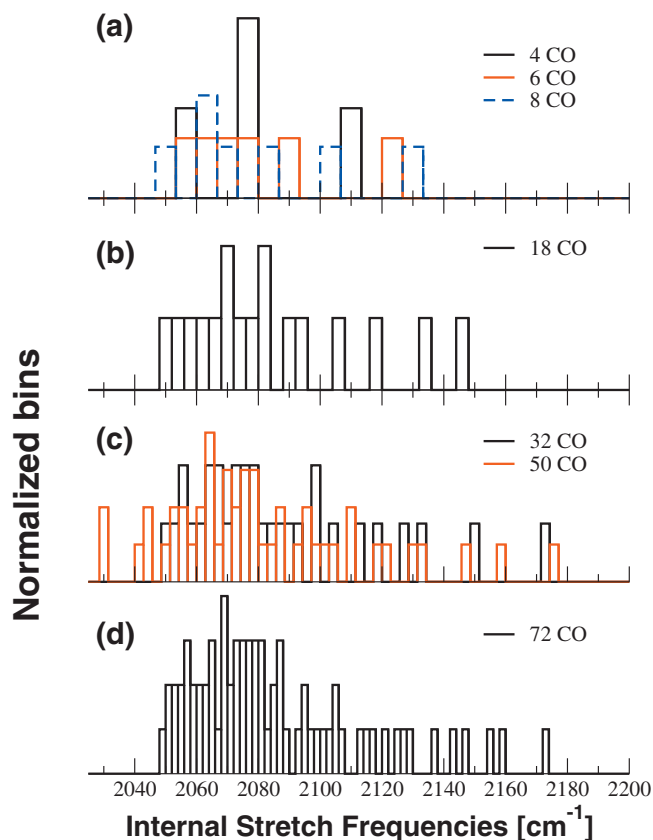 (a)
4 CO
6 CO
8 CO
(b)
18 CO
(c)
32 CO
50 CO
(d)
72 CO
Normalized bins
2040 2060 2080 2100 2120 2140 2160 2180 2200
Internal Stretch Frequencies [cm⁻¹]